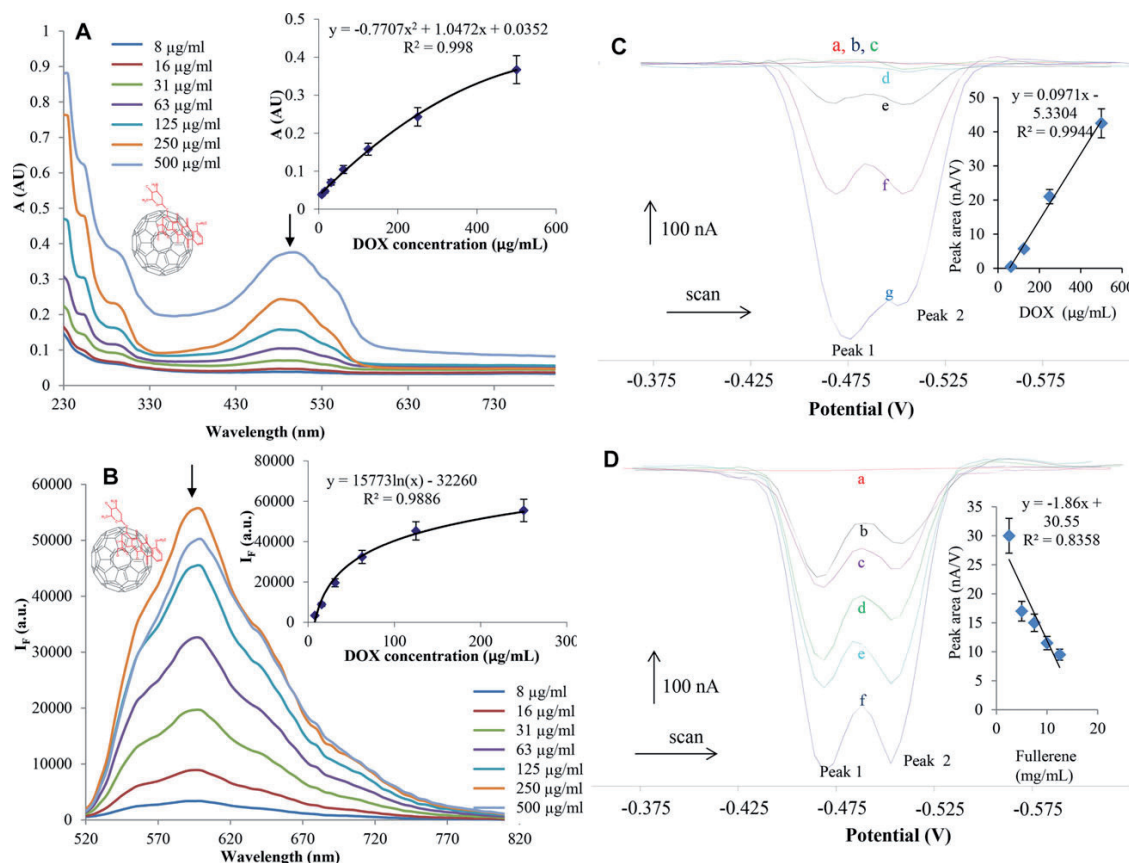 A
8 µg/ml
16 µg/ml
31 µg/ml
63 µg/ml
125 µg/ml
250 µg/ml
500 µg/ml
1
0.9
0.8
0.7
0.6
0.5
0.4
0.3
0.2
0.1
0
A (AU)
230
330
430
530
630
730
Wavelength (nm)
y = -0.7707x² + 1.0472x + 0.0352
R² = 0.998
0.5
0.4
0.3
0.2
0.1
0
A (AU)
0
200
400
600
DOX concentration (µg/mL)
B
60000
50000
40000
30000
20000
10000
0
I_F (a.u.)
520
570
620
670
720
770
820
Wavelength (nm)
y = 15773ln(x) - 32260
R² = 0.9886
80000
60000
40000
20000
0
I_F (a.u.)
0
100
200
300
DOX concentration (µg/mL)
8 µg/ml
16 µg/ml
31 µg/ml
63 µg/ml
125 µg/ml
250 µg/ml
500 µg/ml
C
a, b, c
d
e
f
g
100 nA
scan
Peak 1
Peak 2
-0.375
-0.425
-0.475
-0.525
-0.575
Potential (V)
y = 0.0971x -
5.3304
R² = 0.9944
50
40
30
20
10
0
Peak area (nA/V)
0
200
400
600
DOX (µg/mL)
D
a
b
c
d
e
f
100 nA
scan
Peak 1
Peak 2
-0.375
-0.425
-0.475
-0.525
-0.575
Potential (V)
y = -1.86x +
30.55
R² = 0.8358
35
30
25
20
15
10
5
0
Peak area (nA/V)
0
10
20
Fullerene
(mg/mL)